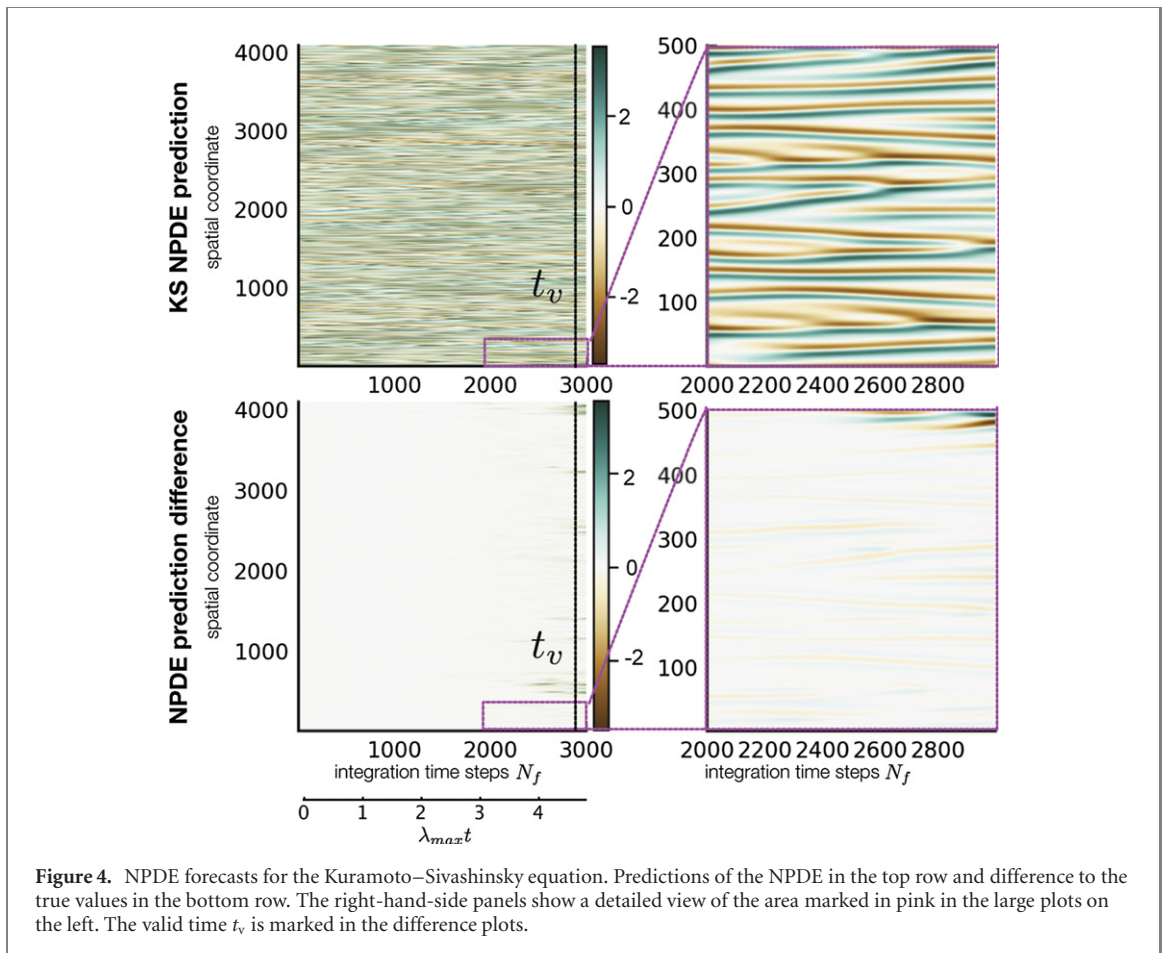 KS NPDE prediction
spatial coordinate
4000
3000
2000
1000
t_v
1000 2000 3000
2
0
-2
500
400
300
200
100
2000 2200 2400 2600 2800
NPDE prediction difference
spatial coordinate
4000
3000
2000
1000
t_v
1000 2000 3000
integration time steps N_f
2
0
-2
500
400
300
200
100
2000 2200 2400 2600 2800
integration time steps N_f
0 1 2 3 4
λ_max t
Figure 4. NPDE forecasts for the Kuramoto–Sivashinsky equation. Predictions of the NPDE in the top row and difference to the
true values in the bottom row. The right-hand-side panels show a detailed view of the area marked in pink in the large plots on
the left. The valid time t_v is marked in the difference plots.